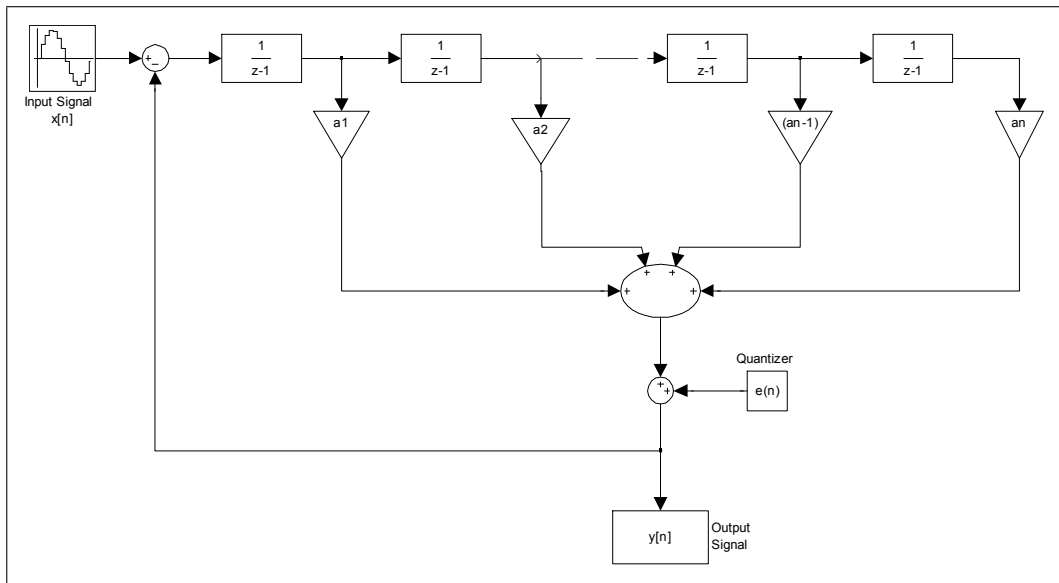 1
z-1
1
z-1
1
z-1
1
z-1
+
–
Input Signal
x[n]
a1
a2
(an-1)
an
+
+
+
+
Quantizer
+
+
e(n)
y[n]
Output
Signal